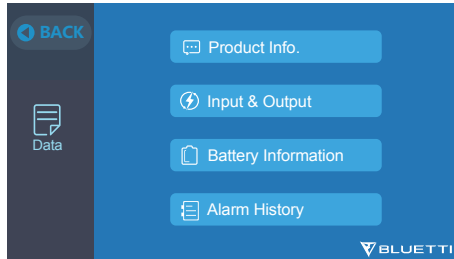 BACK
Data
Product Info.
Input & Output
Battery Information
Alarm History
BLUETTI